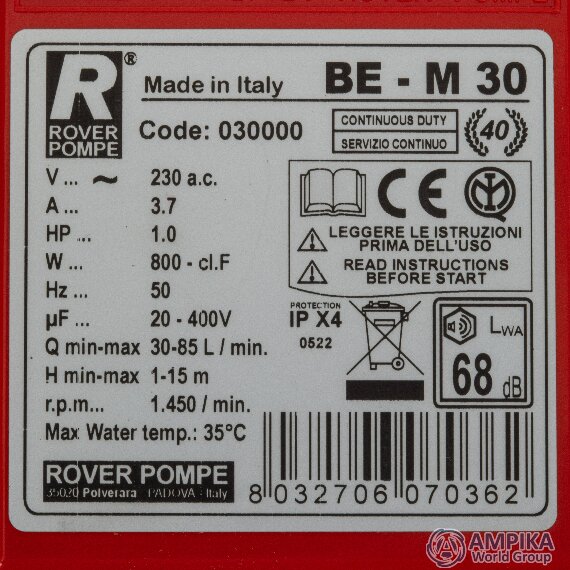 R®
ROVER
POMPE
Made in Italy
BE - M 30
Code: 030000
CONTINUOUS DUTY
SERVIZIO CONTINUO
40
V ... ~ 230 a.c.
A ... 3.7
HP ... 1.0
W ... 800 - cl.F
Hz ... 50
µF ... 20 - 400V
Q min-max 30-85 L / min.
H min-max 1-15 m
r.p.m... 1.450 / min.
Max Water temp.: 35°C
CE
LEGGERE LE ISTRUZIONI
PRIMA DELL'USO
READ INSTRUCTIONS
BEFORE START
PROTECTION
IP X4
0522
LWA
68 dB
ROVER POMPE
35020 Polverara PADOVA - Italy
8 032706 070362
AMPIKA
World Group